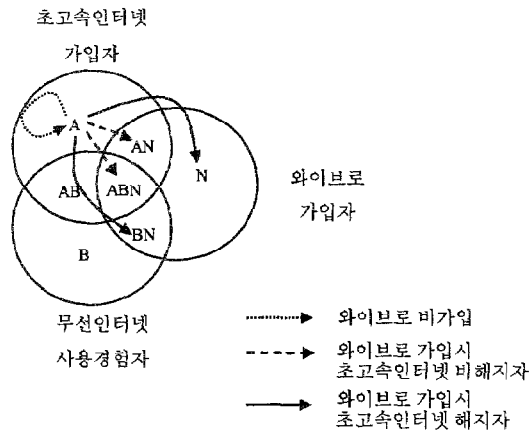 초고속인터넷
가입자
A
AN
N
AB
ABN
BN
B
와이브로
가입자
무선인터넷
사용경험자
와이브로 비가입
와이브로 가입시
초고속인터넷 비해지자
와이브로 가입시
초고속인터넷 해지자